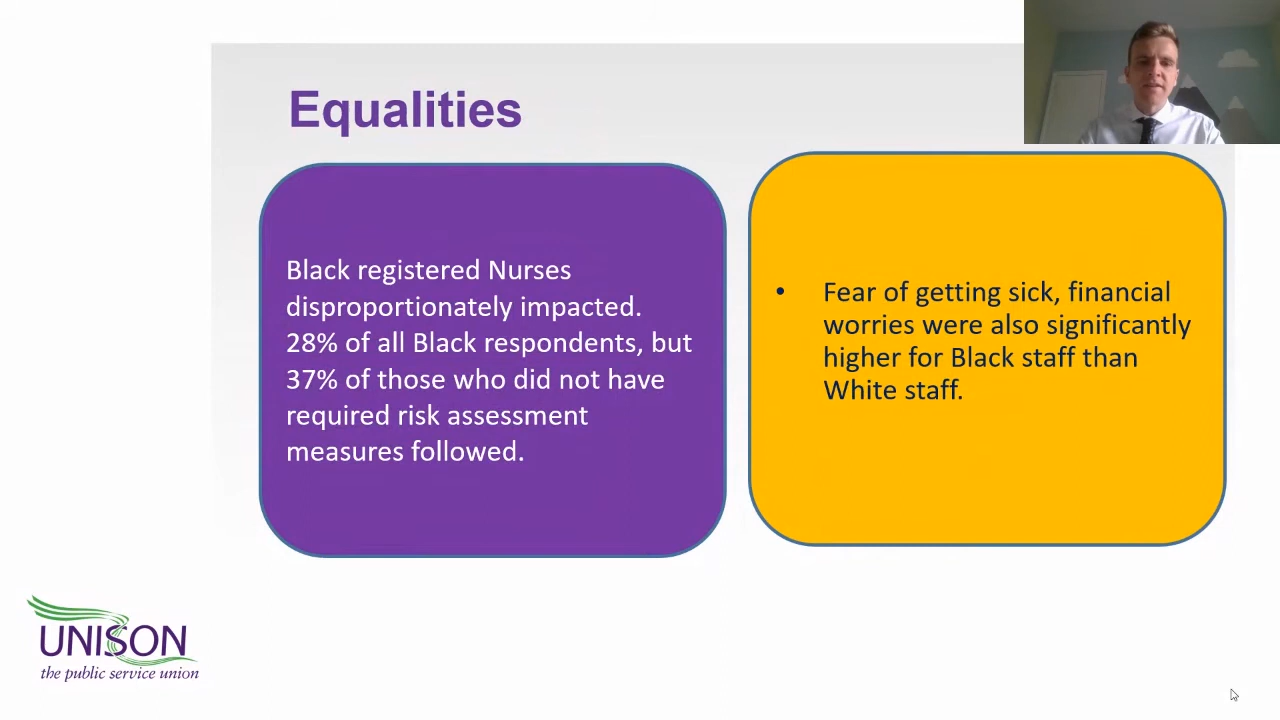 Equalities
Black registered Nurses
disproportionately impacted.
28% of all Black respondents, but
37% of those who did not have
required risk assessment
measures followed.
• Fear of getting sick, financial
worries were also significantly
higher for Black staff than
White staff.
UNISON
the public service union